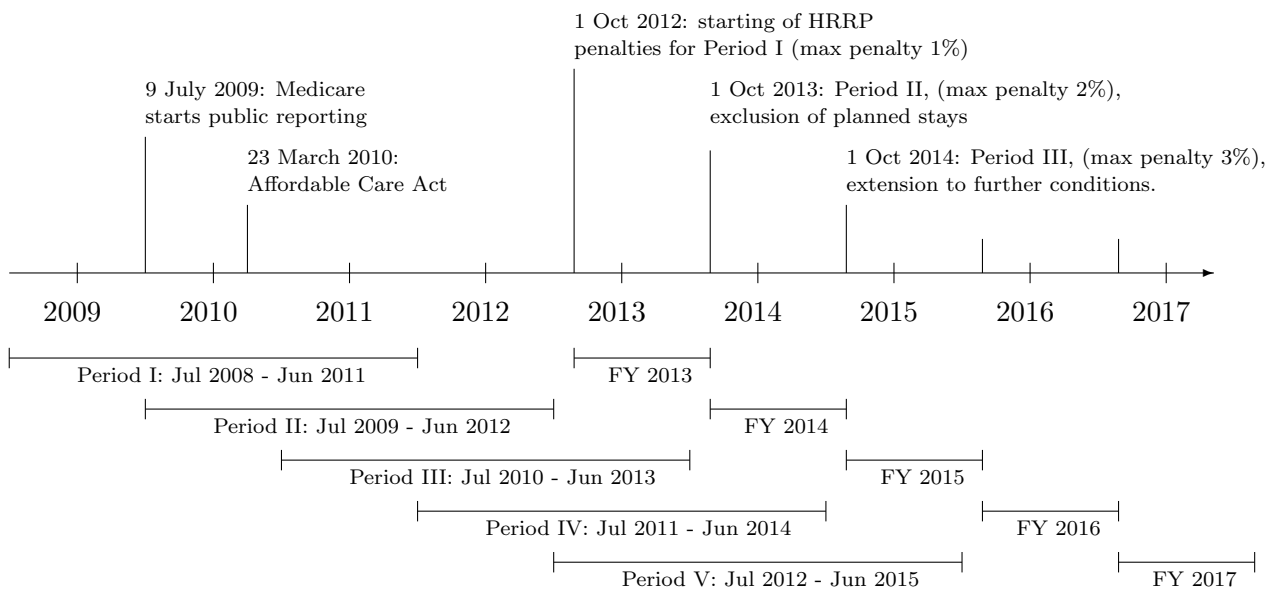 1 Oct 2012: starting of HRRP
penalties for Period I (max penalty 1%)
9 July 2009: Medicare
starts public reporting
1 Oct 2013: Period II, (max penalty 2%),
exclusion of planned stays
23 March 2010:
Affordable Care Act
1 Oct 2014: Period III, (max penalty 3%),
extension to further conditions.
2009 2010 2011 2012 2013 2014 2015 2016 2017
Period I: Jul 2008 - Jun 2011 FY 2013
Period II: Jul 2009 - Jun 2012 FY 2014
Period III: Jul 2010 - Jun 2013 FY 2015
Period IV: Jul 2011 - Jun 2014 FY 2016
Period V: Jul 2012 - Jun 2015 FY 2017